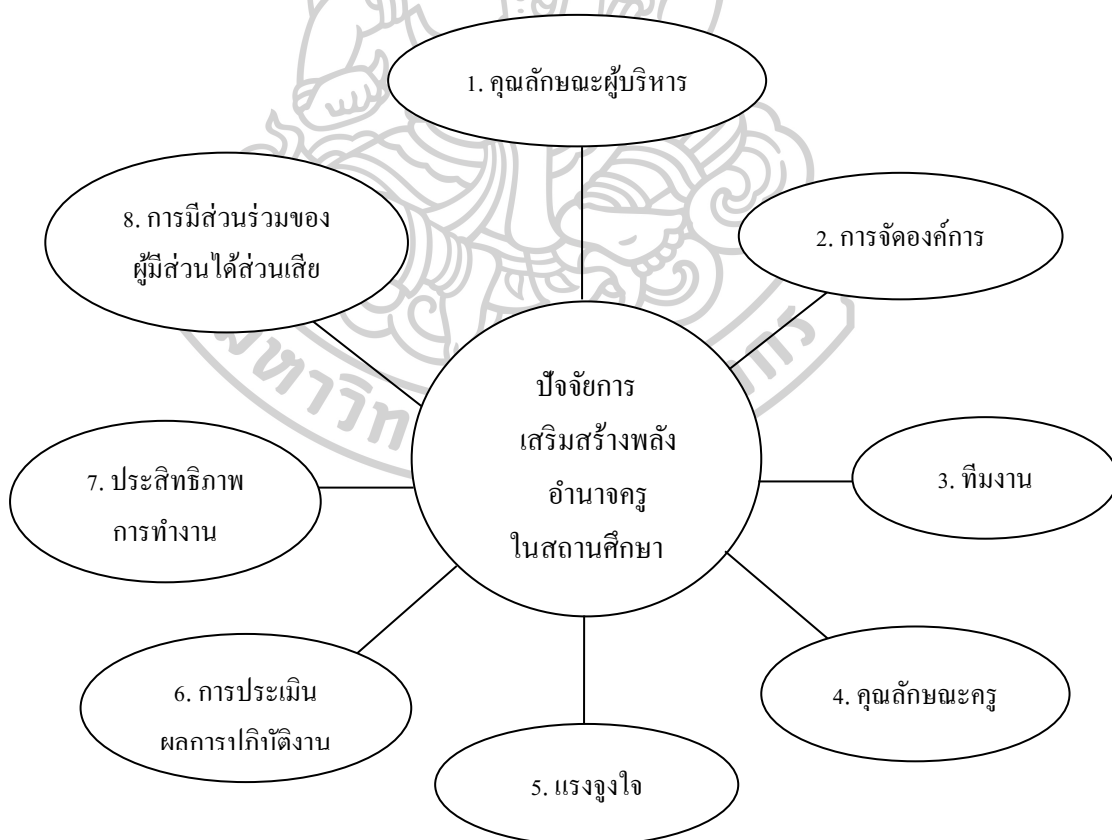 1. คุณลักษณะผู้บริหาร
2. การจัดองค์การ
3. ทีมงาน
4. คุณลักษณะครู
5. แรงจูงใจ
6. การประเมิน
ผลการปฏิบัติงาน
7. ประสิทธิภาพ
การทำงาน
8. การมีส่วนร่วมของ
ผู้มีส่วนได้ส่วนเสีย
ปัจจัยการ
เสริมสร้างพลัง
อำนาจครู
ในสถานศึกษา